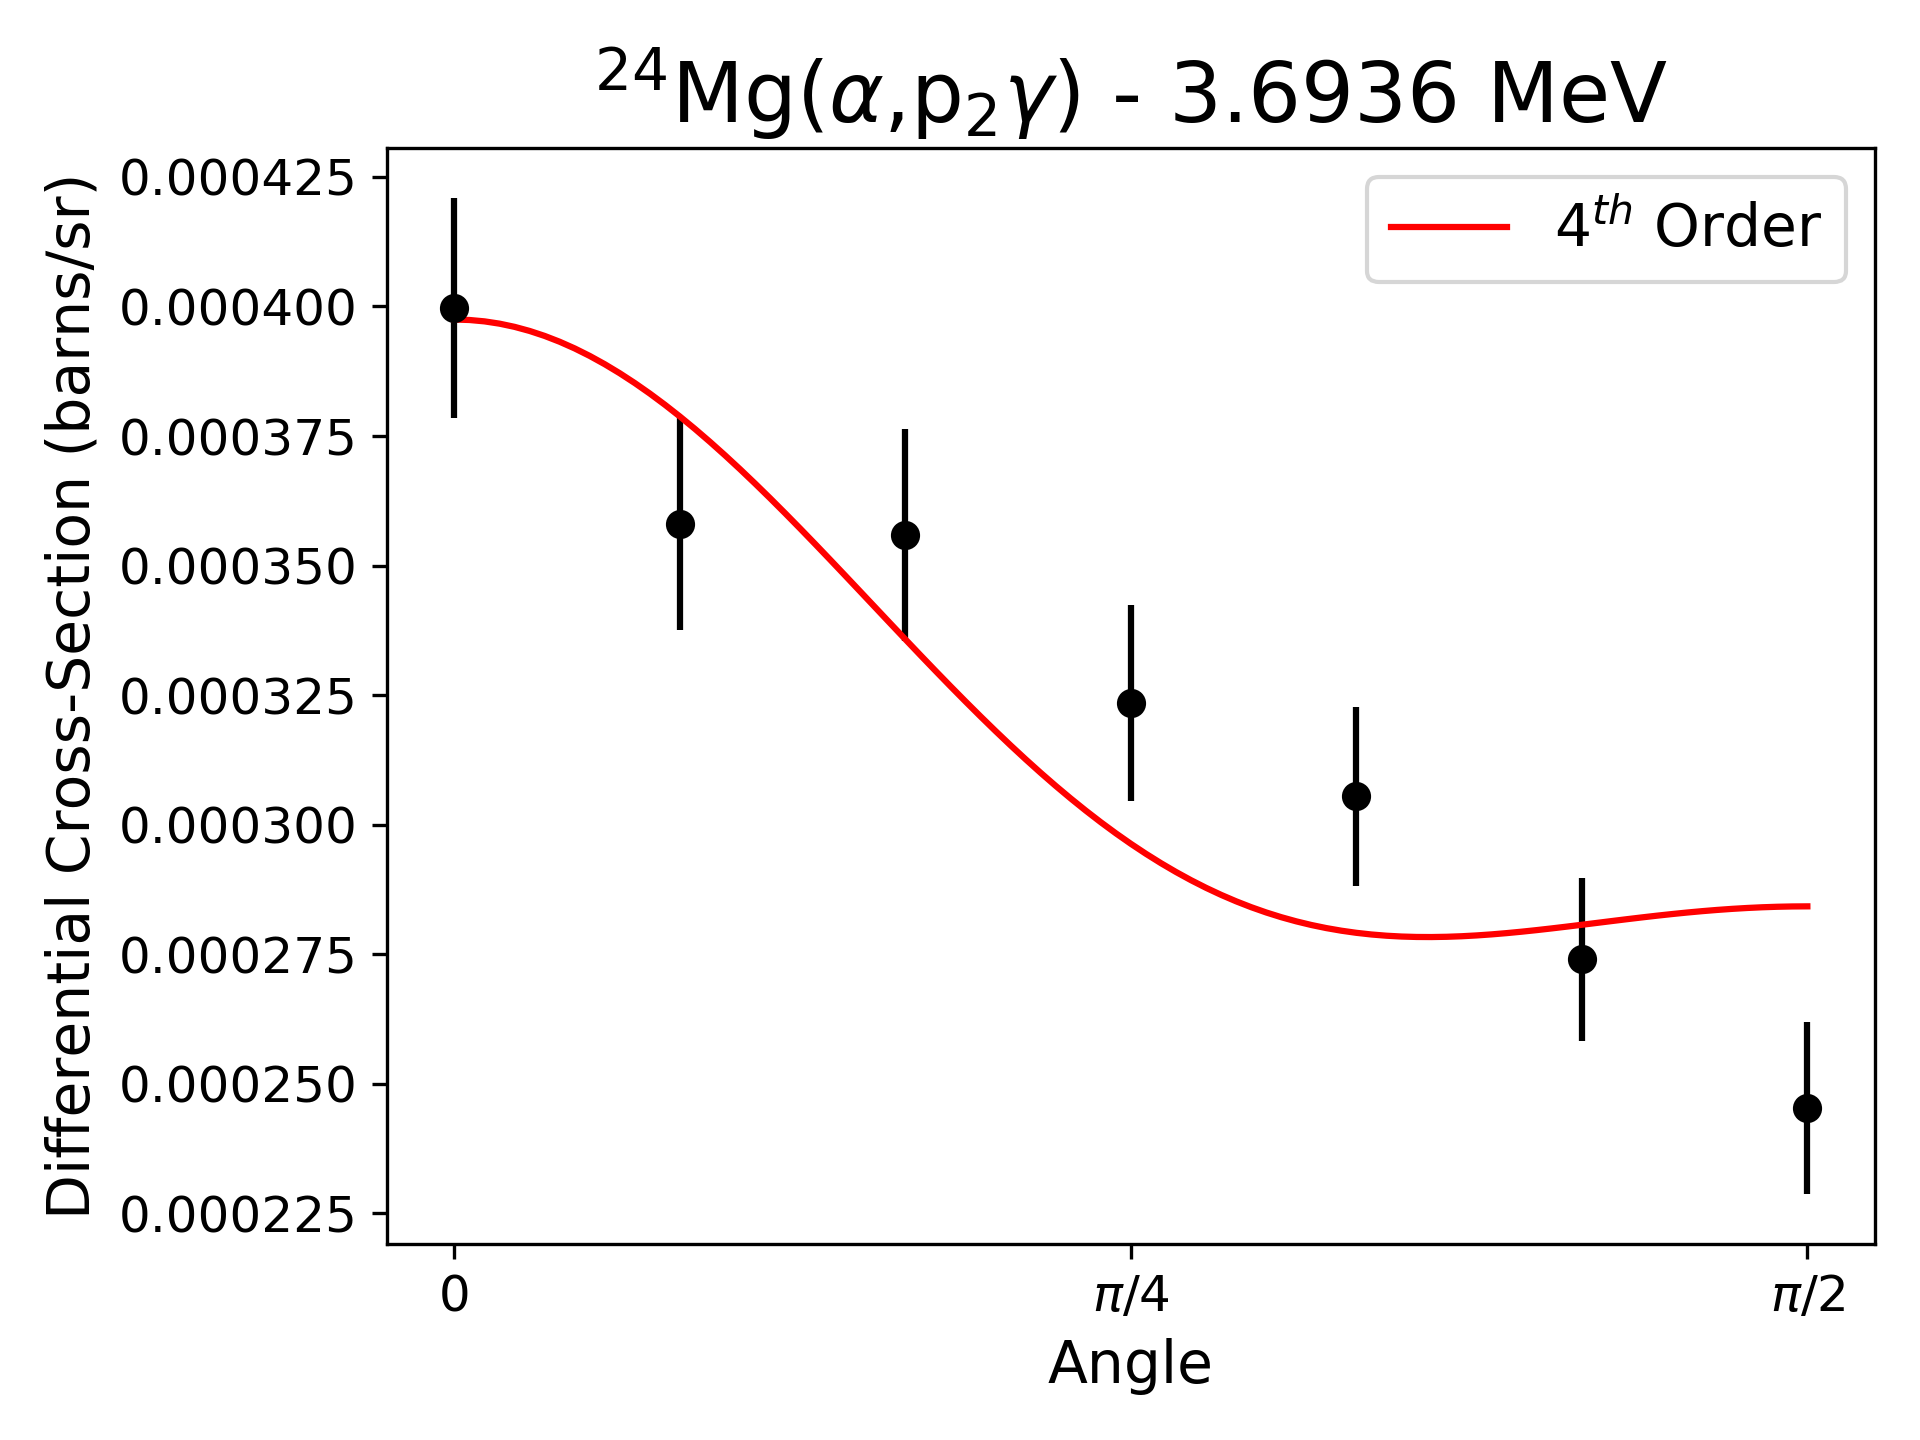 ²⁴Mg(α,p₂γ) - 3.6936 MeV
4ᵗʰ Order
Differential Cross-Section (barns/sr)
0.000425
0.000400
0.000375
0.000350
0.000325
0.000300
0.000275
0.000250
0.000225
0 π/4 π/2
Angle